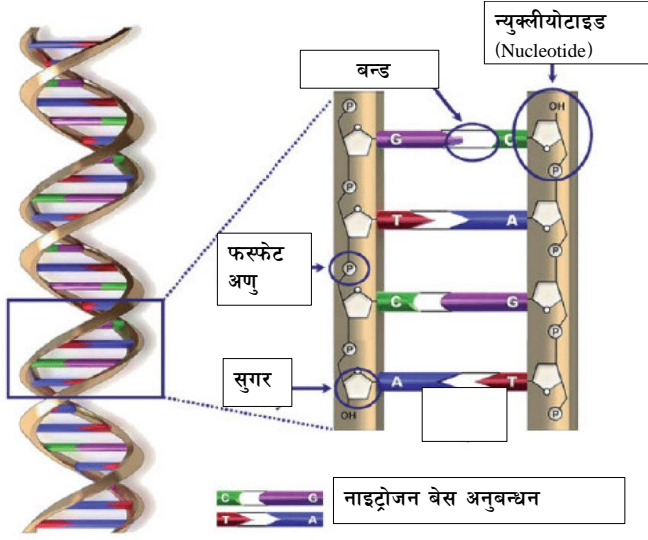 न्युक्लीयोटाइड
(Nucleotide)
बन्ड
P
OH
G C
P
P
T A
फस्फेट
अणु
P
P
C G
P
P
सुगर
A T
OH
P
C G
नाइट्रोजन बेस अनुबन्धन
T A